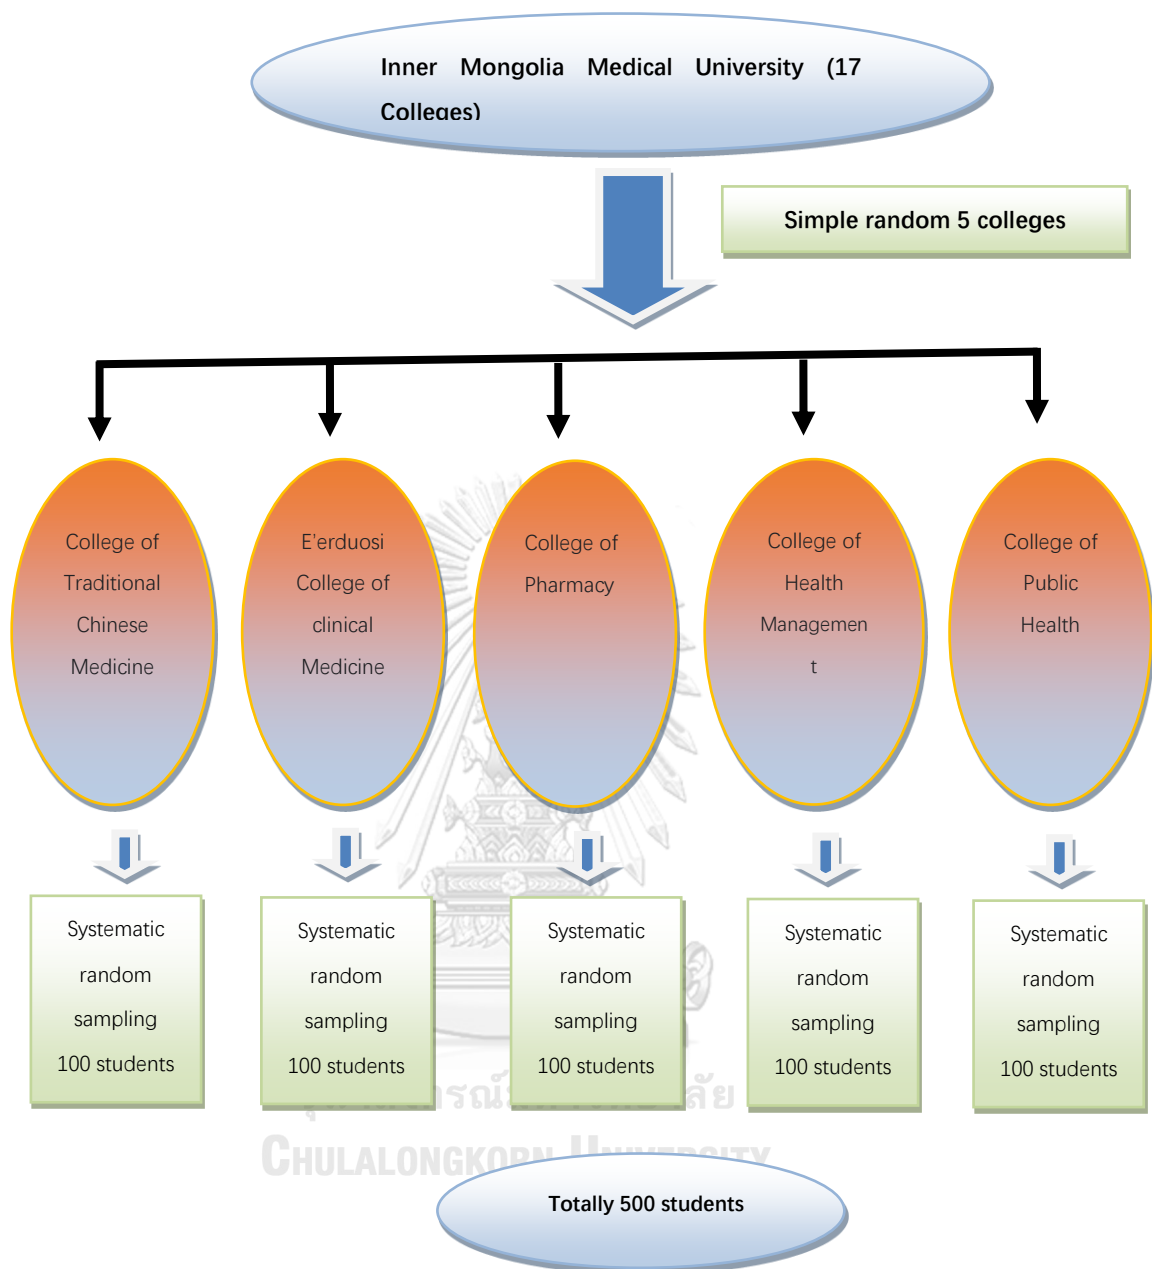 Inner Mongolia Medical University (17
Colleges)
Simple random 5 colleges
College of
Traditional
Chinese
Medicine
E'erduosi
College of
clinical
Medicine
College of
Pharmacy
College of
Health
Managemen
t
College of
Public
Health
Systematic
random
sampling
100 students
Systematic
random
sampling
100 students
Systematic
random
sampling
100 students
Systematic
random
sampling
100 students
Systematic
random
sampling
100 students
CHULALONGKORN UNIVERSITY
Totally 500 students